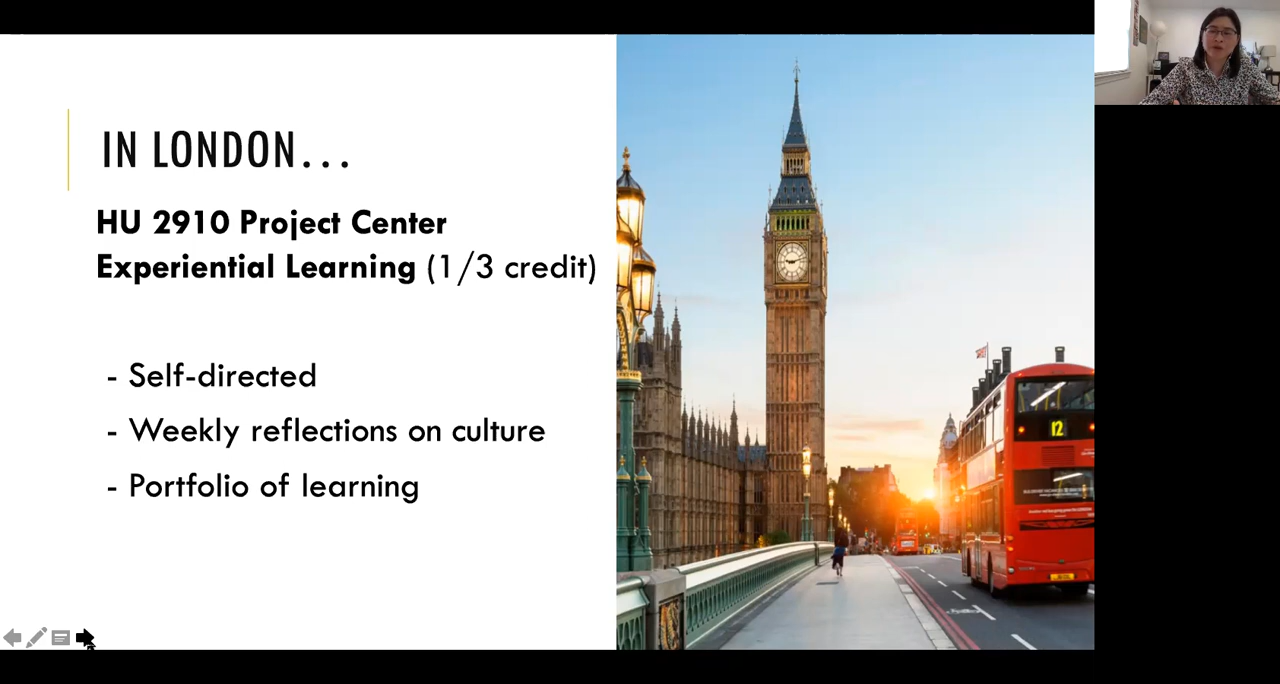 IN LONDON...
HU 2910 Project Center
Experiential Learning (1/3 credit)
- Self-directed
- Weekly reflections on culture
- Portfolio of learning
12